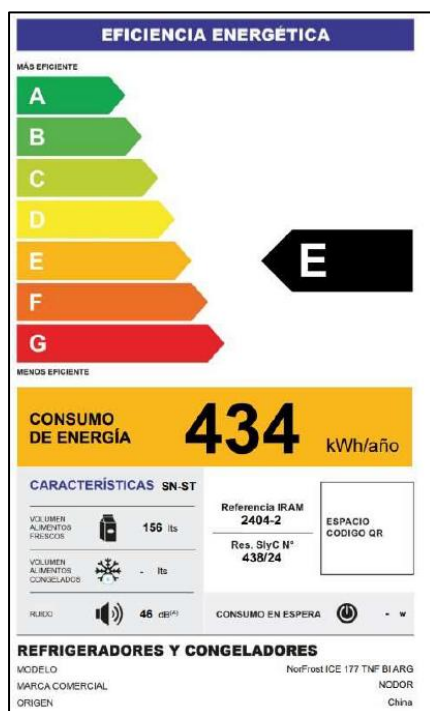 EFICIENCIA ENERGÉTICA
MÁS EFICIENTE
A
B
C
D
E
E
F
G
MENOS EFICIENTE
CONSUMO
DE ENERGÍA
434
kWh/año
CARACTERÍSTICAS SN-ST
VOLUMEN
ALIMENTOS
FRESCOS
156 lts
VOLUMEN
ALIMENTOS
CONGELADOS
- lts
RUIDO
46 dB(A)
Referencia IRAM
2404-2
Res. SIyC N°
438/24
ESPACIO
CODIGO QR
CONSUMO EN ESPERA
- w
REFRIGERADORES Y CONGELADORES
MODELO NorFrost ICE 177 TNF BI ARG
MARCA COMERCIAL NODOR
ORIGEN China